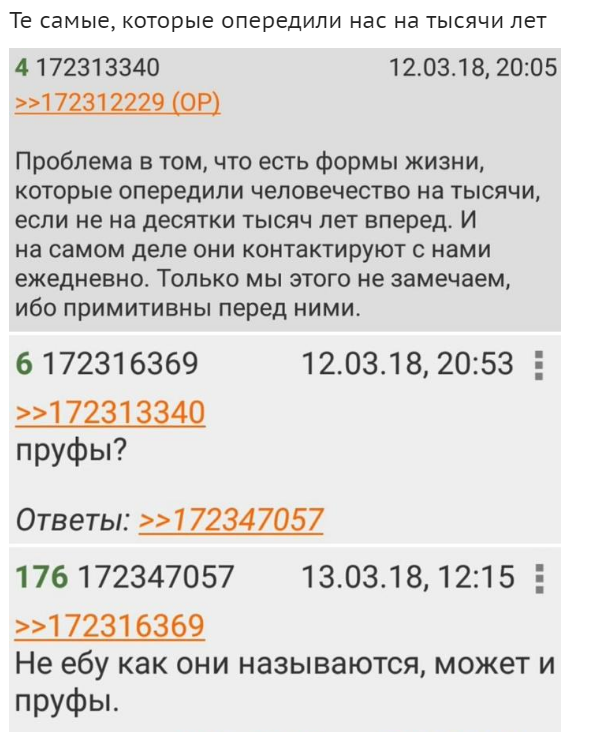 Те самые, которые опередили нас на тысячи лет
4 172313340 12.03.18, 20:05
>>172312229 (OP)
Проблема в том, что есть формы жизни,
которые опередили человечество на тысячи,
если не на десятки тысяч лет вперед. И
на самом деле они контактируют с нами
ежедневно. Только мы этого не замечаем,
ибо примитивны перед ними.
6 172316369 12.03.18, 20:53
>>172313340
пруфы?
Ответы: >>172347057
176 172347057 13.03.18, 12:15
>>172316369
Не ебу как они называются, может и
пруфы.